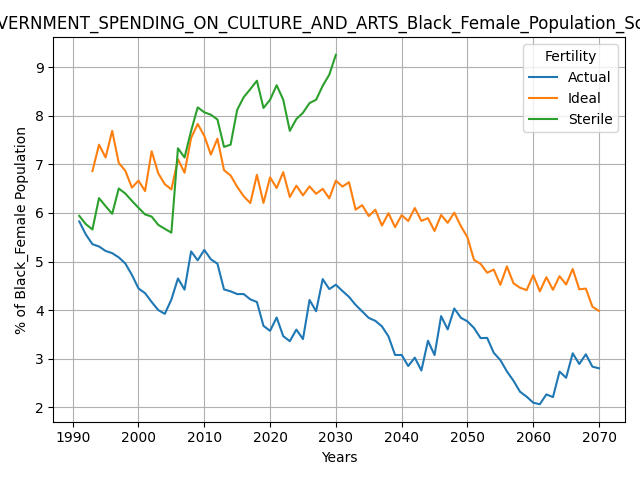 VERNMENT_SPENDING_ON_CULTURE_AND_ARTS_Black_Female_Population_So
Fertility
Actual
Ideal
Sterile
% of Black_Female Population
9
8
7
6
5
4
3
2
1990 2000 2010 2020 2030 2040 2050 2060 2070
Years